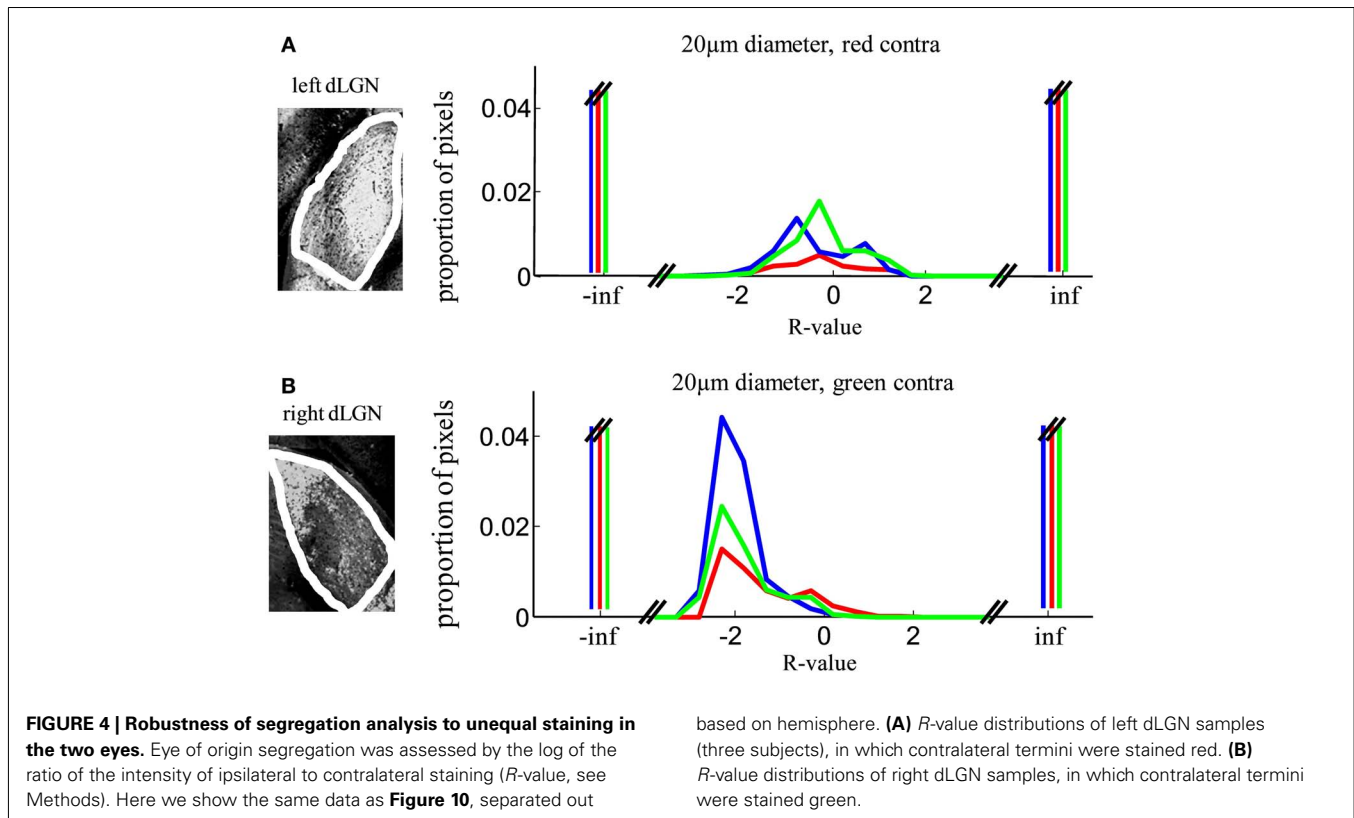 A
20µm diameter, red contra
left dLGN
proportion of pixels
0.04
0.02
0
-inf
-2
0
2
inf
R-value
B
20µm diameter, green contra
right dLGN
proportion of pixels
0.04
0.02
0
-inf
-2
0
2
inf
R-value
FIGURE 4 | Robustness of segregation analysis to unequal staining in
the two eyes. Eye of origin segregation was assessed by the log of the
ratio of the intensity of ipsilateral to contralateral staining (R-value, see
Methods). Here we show the same data as Figure 10, separated out
based on hemisphere. (A) R-value distributions of left dLGN samples
(three subjects), in which contralateral termini were stained red. (B)
R-value distributions of right dLGN samples, in which contralateral termini
were stained green.